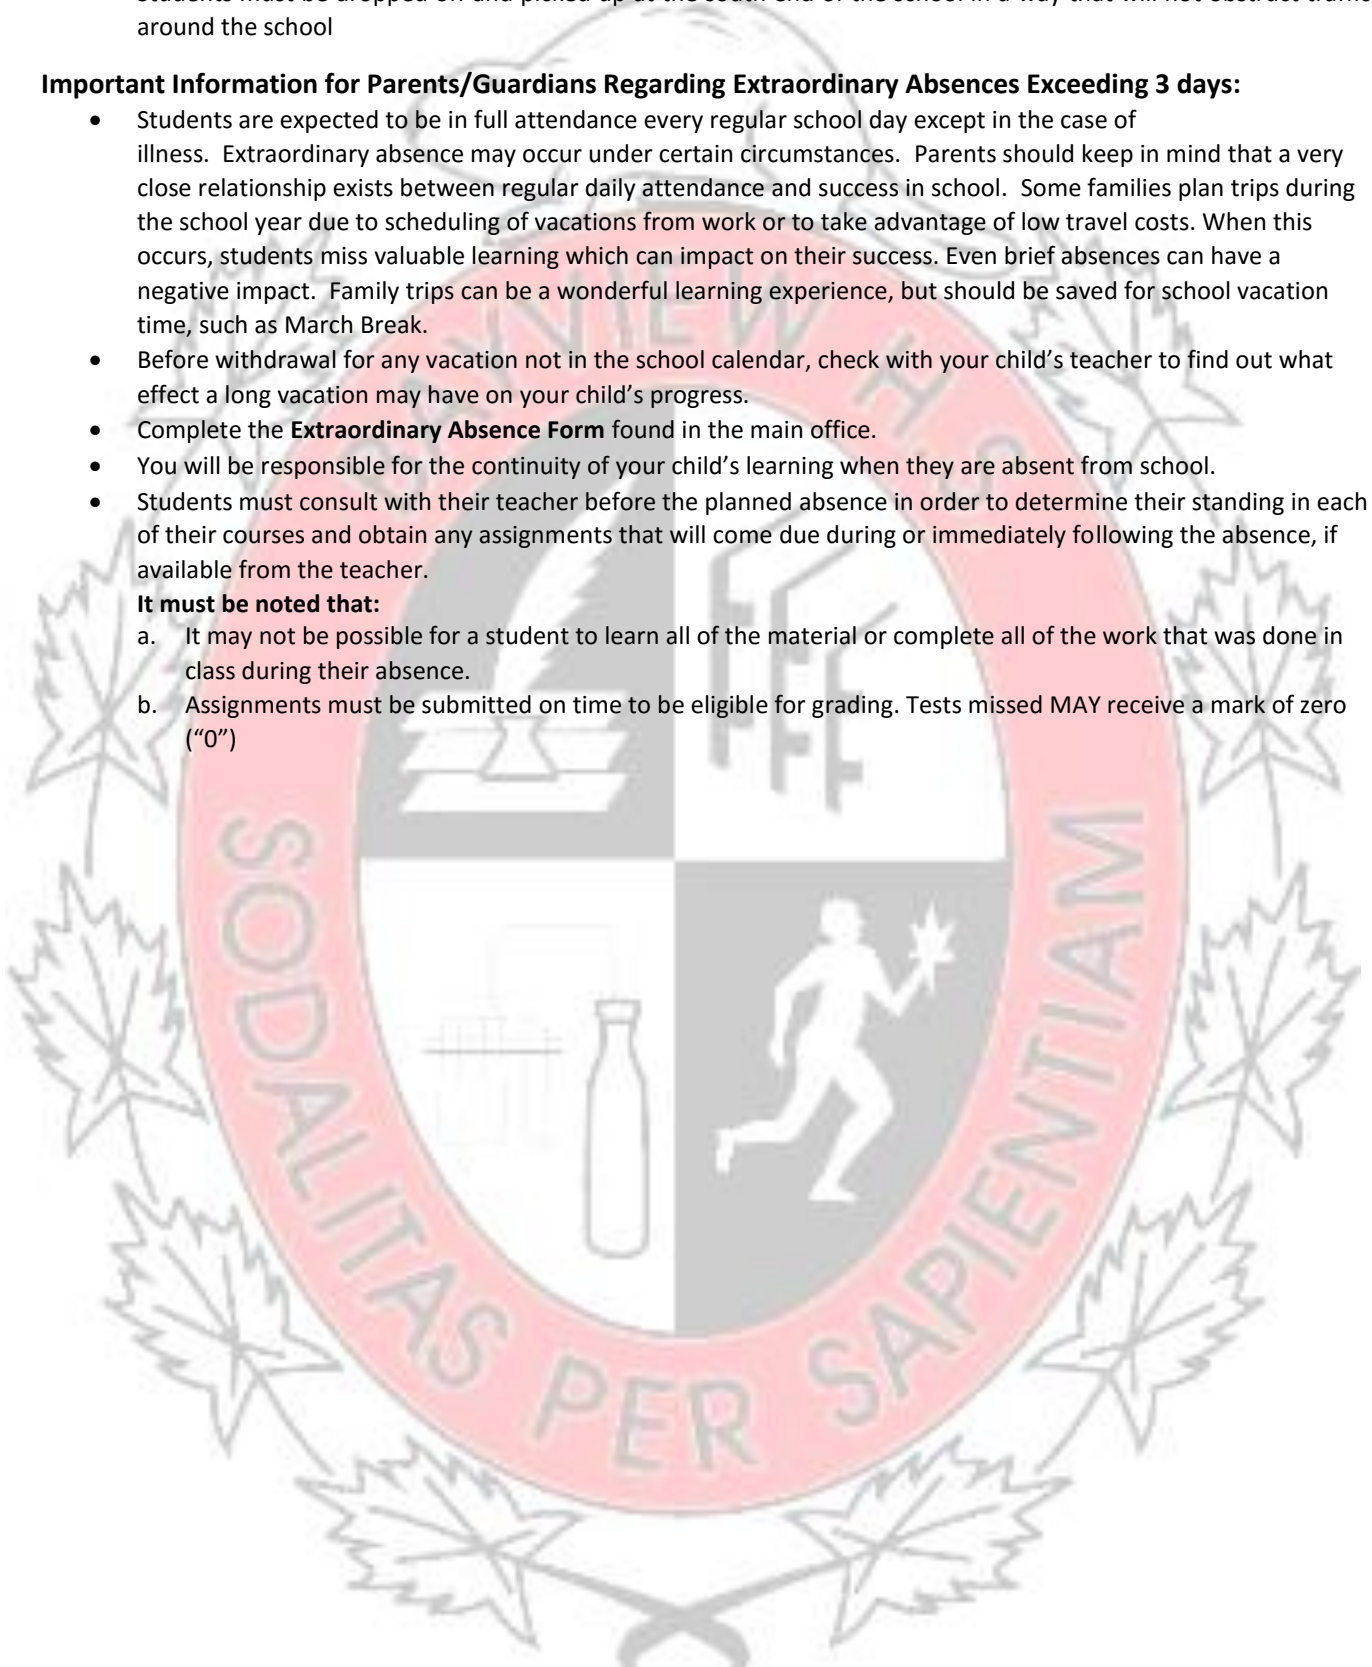 around the school
Important Information for Parents/Guardians Regarding Extraordinary Absences Exceeding 3 days:
• Students are expected to be in full attendance every regular school day except in the case of
illness.  Extraordinary absence may occur under certain circumstances.  Parents should keep in mind that a very
close relationship exists between regular daily attendance and success in school.  Some families plan trips during
the school year due to scheduling of vacations from work or to take advantage of low travel costs. When this
occurs, students miss valuable learning which can impact on their success. Even brief absences can have a
negative impact.  Family trips can be a wonderful learning experience, but should be saved for school vacation
time, such as March Break.
• Before withdrawal for any vacation not in the school calendar, check with your child’s teacher to find out what
effect a long vacation may have on your child’s progress.
• Complete the Extraordinary Absence Form found in the main office.
• You will be responsible for the continuity of your child’s learning when they are absent from school.
• Students must consult with their teacher before the planned absence in order to determine their standing in each
of their courses and obtain any assignments that will come due during or immediately following the absence, if
available from the teacher.
It must be noted that:
a. It may not be possible for a student to learn all of the material or complete all of the work that was done in
class during their absence.
b. Assignments must be submitted on time to be eligible for grading. Tests missed MAY receive a mark of zero
(“0”)
BAYVIEW H S
SODALITAS PER SAPIENTIAM